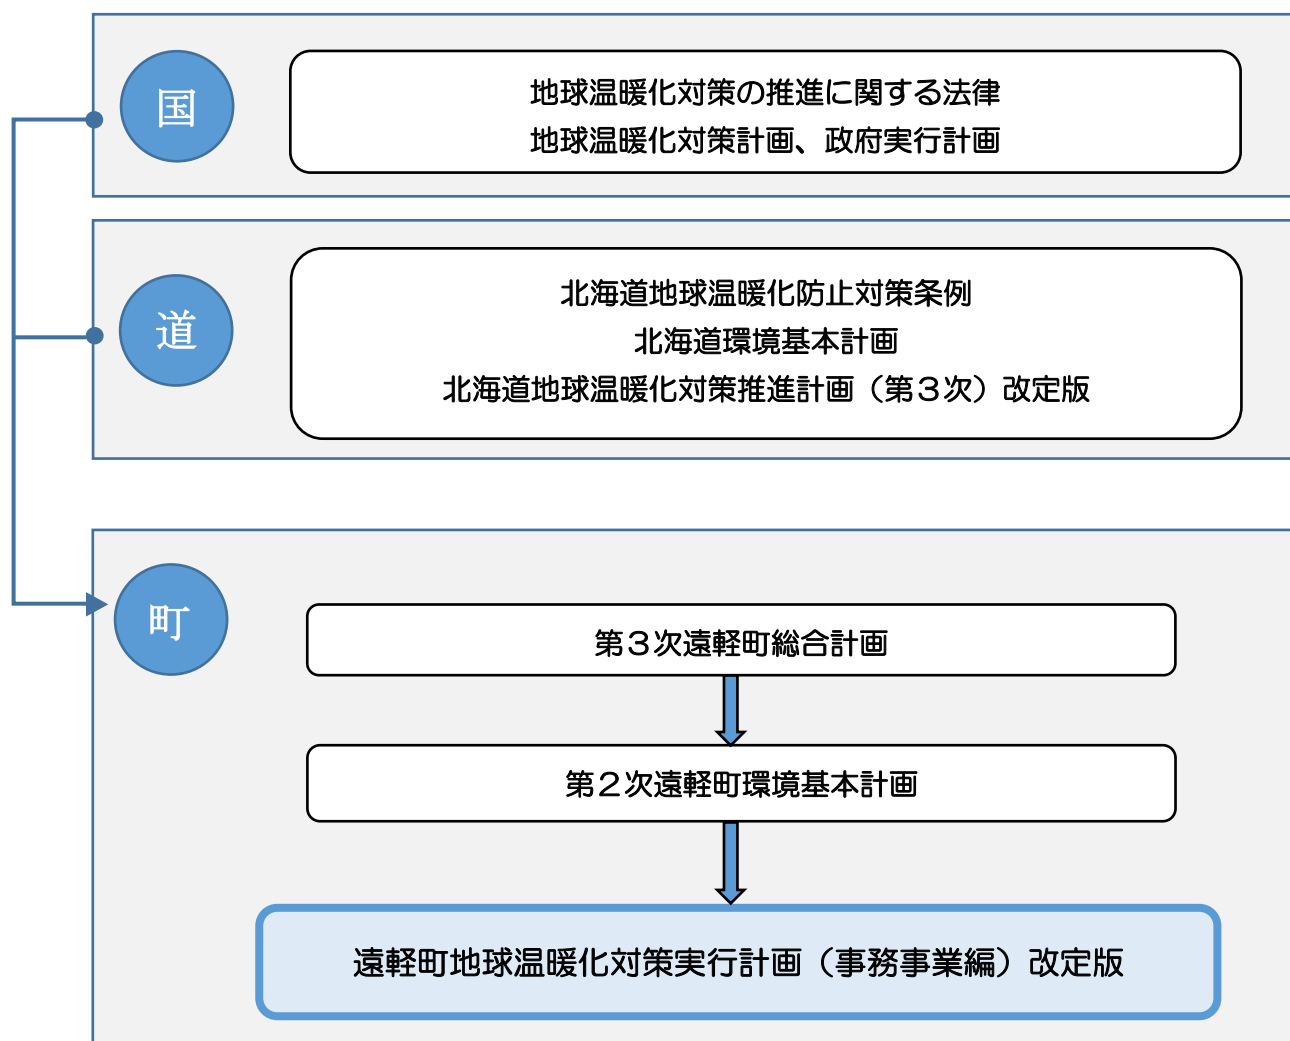 国
地球温暖化対策の推進に関する法律
地球温暖化対策計画、政府実行計画
道
北海道地球温暖化防止対策条例
北海道環境基本計画
北海道地球温暖化対策推進計画（第３次）改定版
町
第３次遠軽町総合計画
第２次遠軽町環境基本計画
遠軽町地球温暖化対策実行計画（事務事業編）改定版